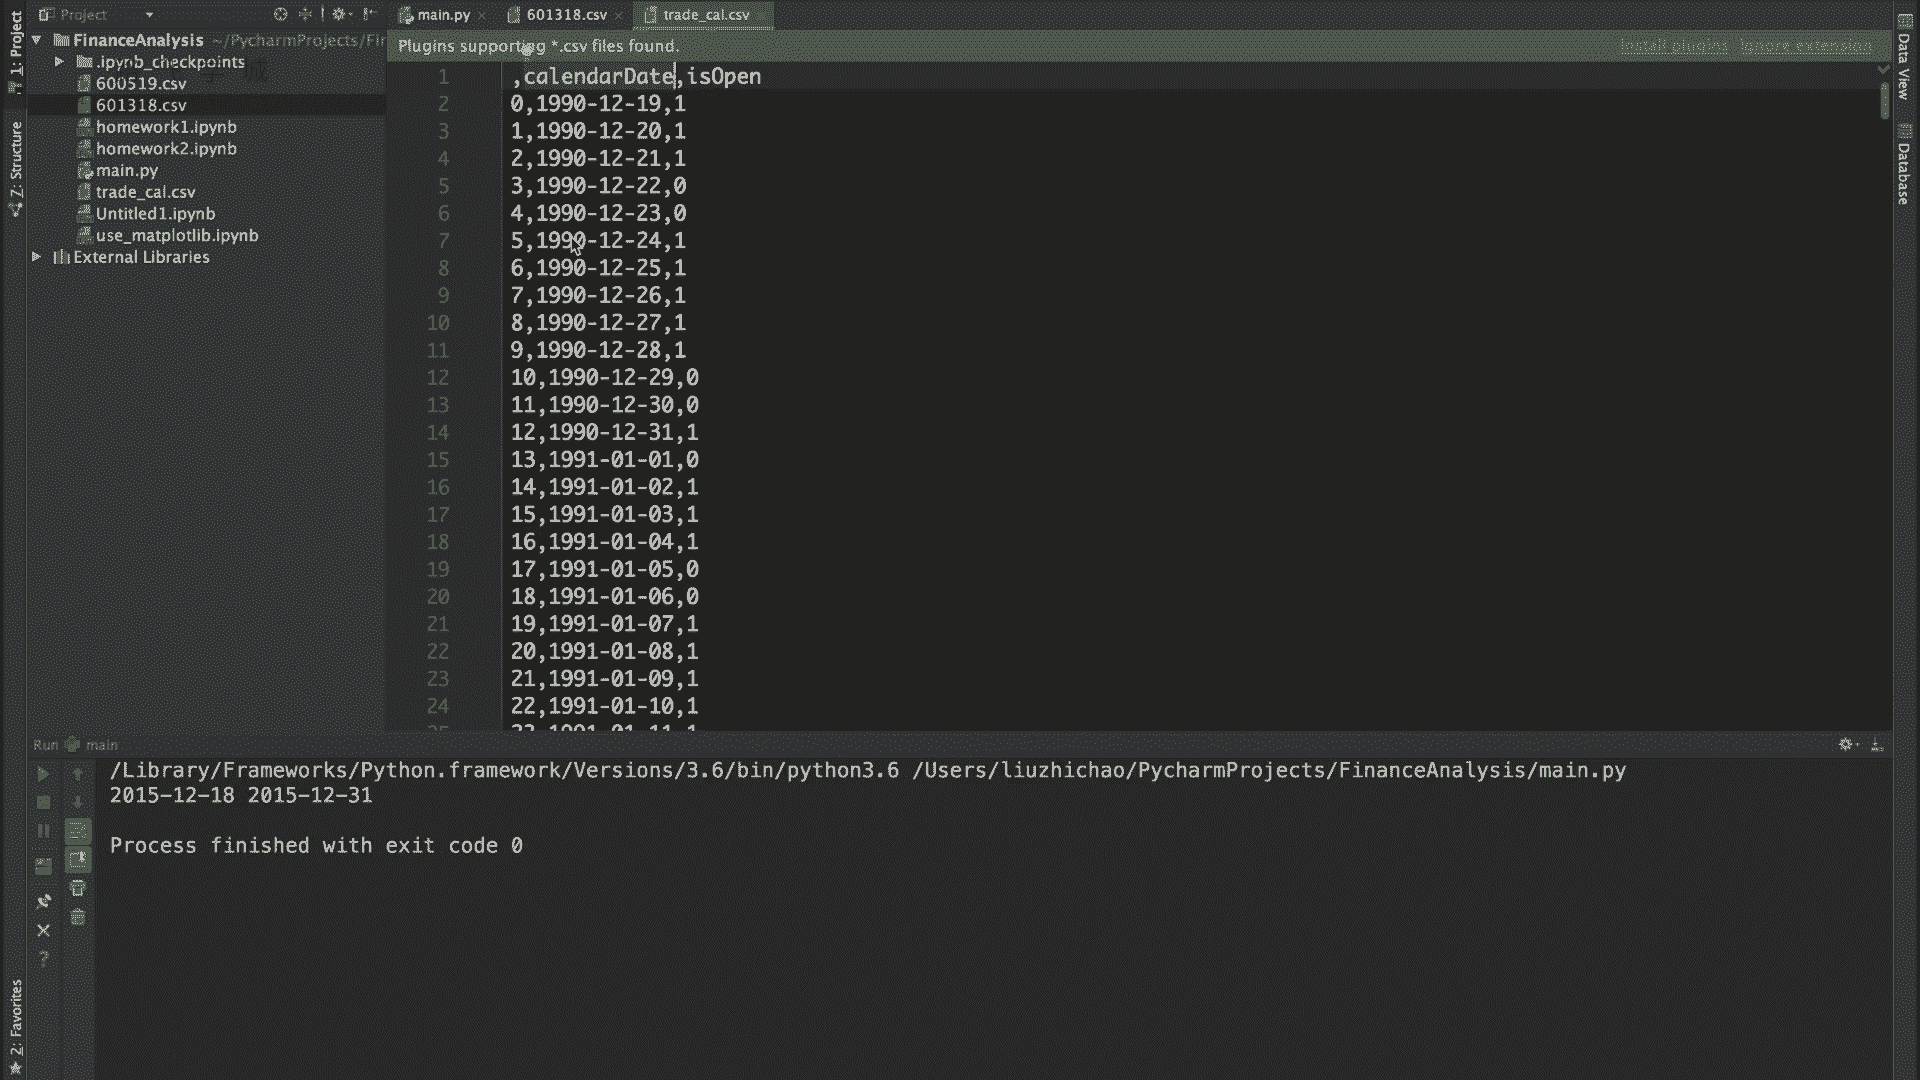 Project
main.py
601318.csv
trade_cal.csv
1: Project
FinanceAnalysis ~/PycharmProjects/Fir
.ipynb_checkpoints
600519.csv
601318.csv
homework1.ipynb
homework2.ipynb
main.py
trade_cal.csv
Untitled1.ipynb
use_matplotlib.ipynb
External Libraries
7: Structure
2: Favorites
Plugins supporting *.csv files found.
Install plugins Ignore extension
1 ,calendarDate,isOpen
2 0,1990-12-19,1
3 1,1990-12-20,1
4 2,1990-12-21,1
5 3,1990-12-22,0
6 4,1990-12-23,0
7 5,1990-12-24,1
8 6,1990-12-25,1
9 7,1990-12-26,1
10 8,1990-12-27,1
11 9,1990-12-28,1
12 10,1990-12-29,0
13 11,1990-12-30,0
14 12,1990-12-31,1
15 13,1991-01-01,0
16 14,1991-01-02,1
17 15,1991-01-03,1
18 16,1991-01-04,1
19 17,1991-01-05,0
20 18,1991-01-06,0
21 19,1991-01-07,1
22 20,1991-01-08,1
23 21,1991-01-09,1
24 22,1991-01-10,1
Data View
Database
Run main
/Library/Frameworks/Python.framework/Versions/3.6/bin/python3.6 /Users/liuzhichao/PycharmProjects/FinanceAnalysis/main.py
2015-12-18 2015-12-31
Process finished with exit code 0